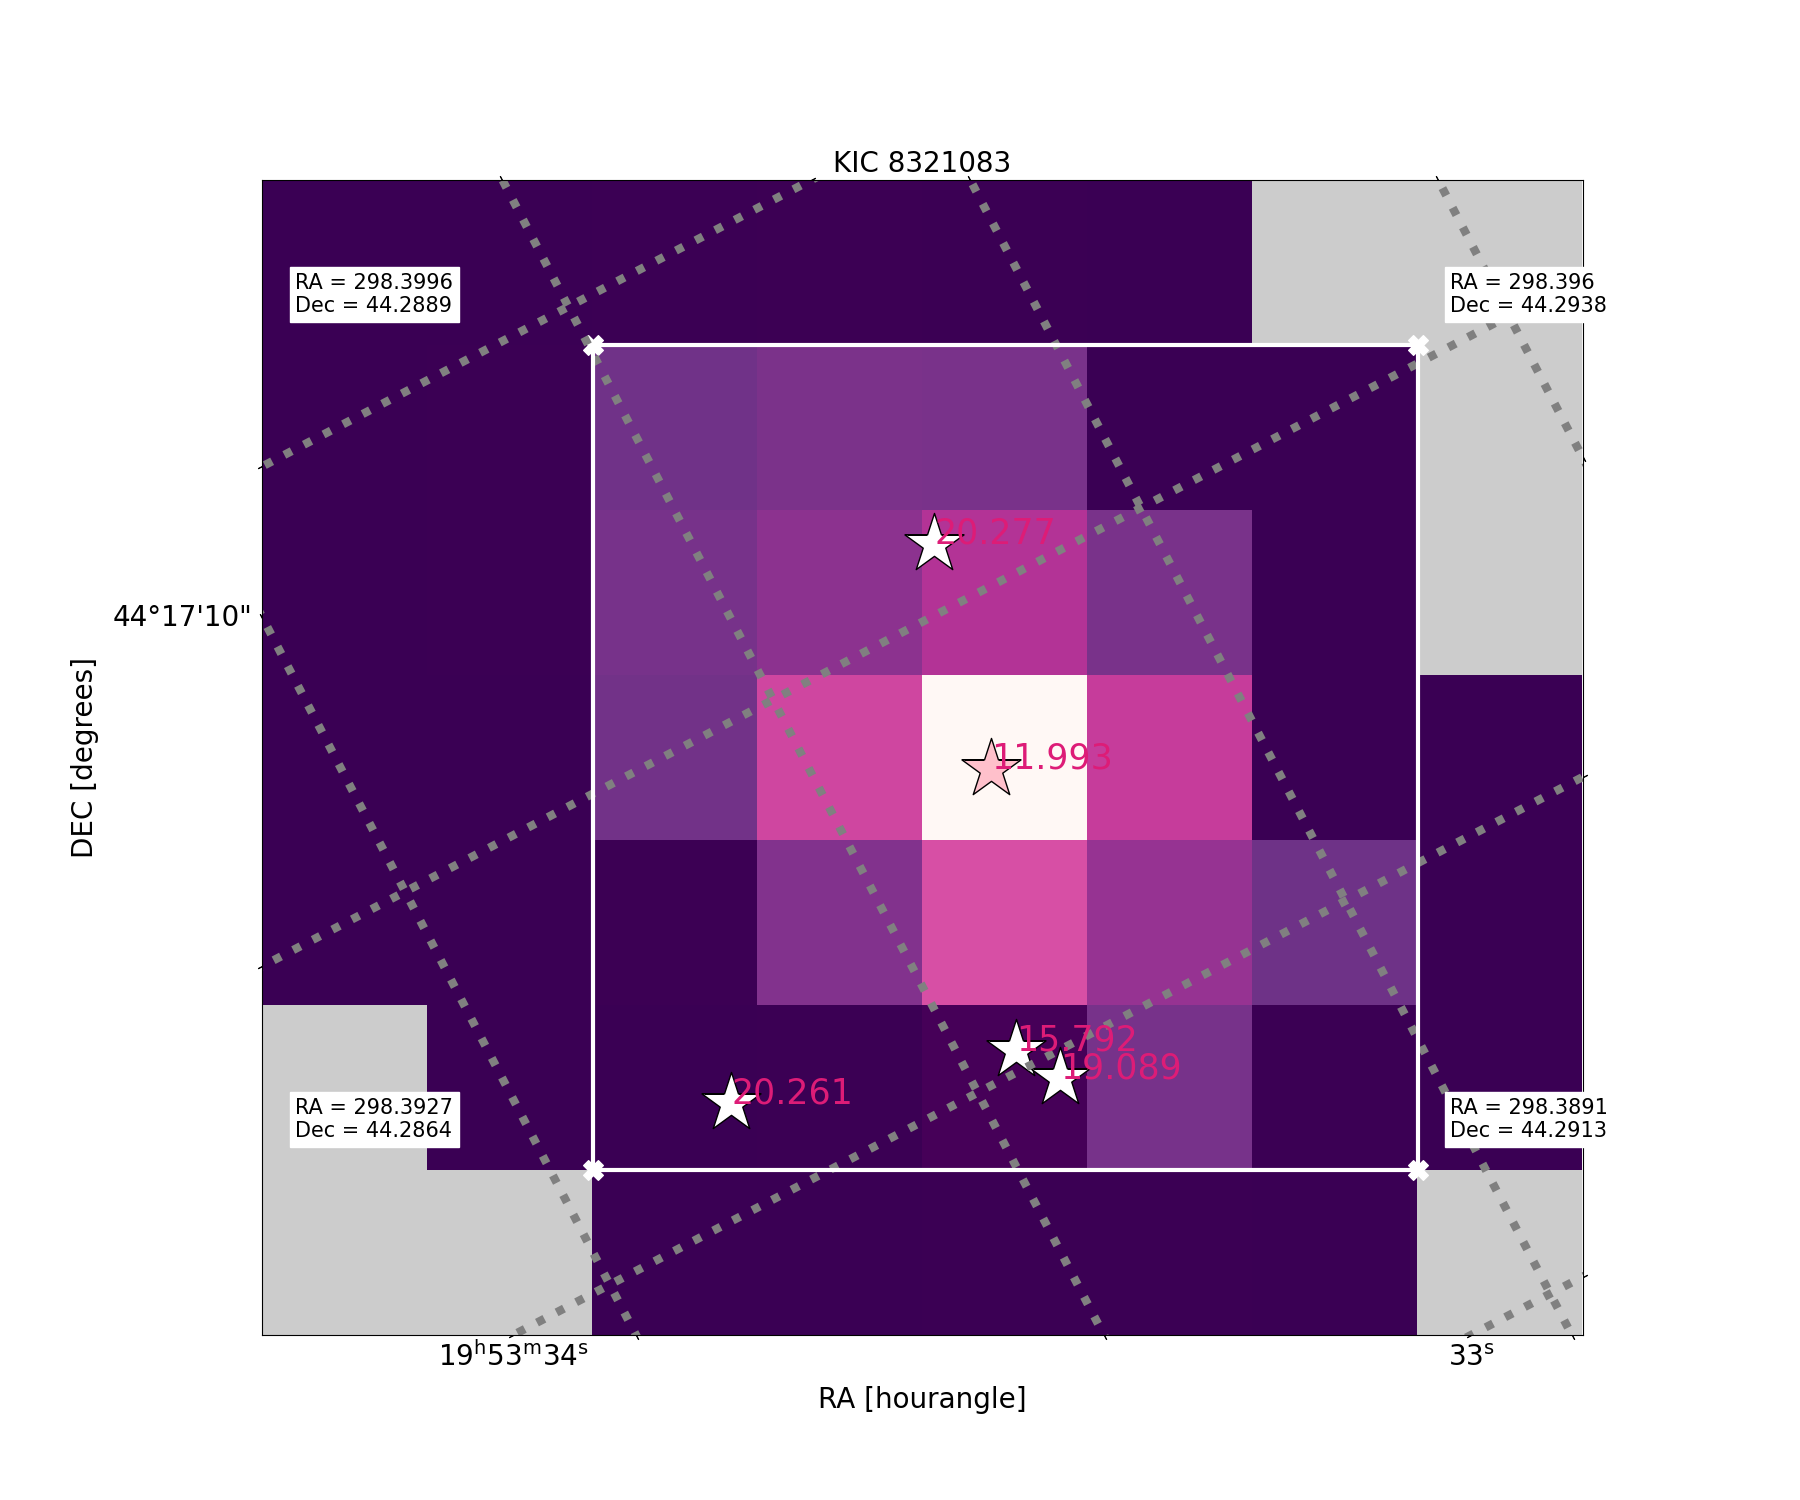 KIC 8321083
RA = 298.3996
Dec = 44.2889
RA = 298.396
Dec = 44.2938
20.277
44°17'10"
11.993
DEC [degrees]
15.792
19.089
20.261
RA = 298.3927
Dec = 44.2864
RA = 298.3891
Dec = 44.2913
19h53m34s
33s
RA [hourangle]